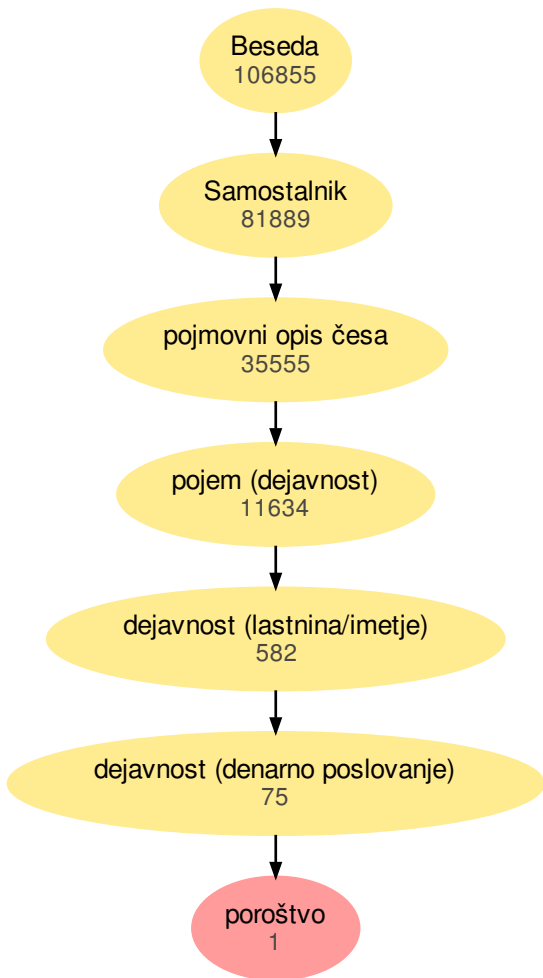 Beseda
106855
Samostalnik
81889
pojmovni opis česa
35555
pojem (dejavnost)
11634
dejavnost (lastnina/imetje)
582
dejavnost (denarno poslovanje)
75
poroštvo
1